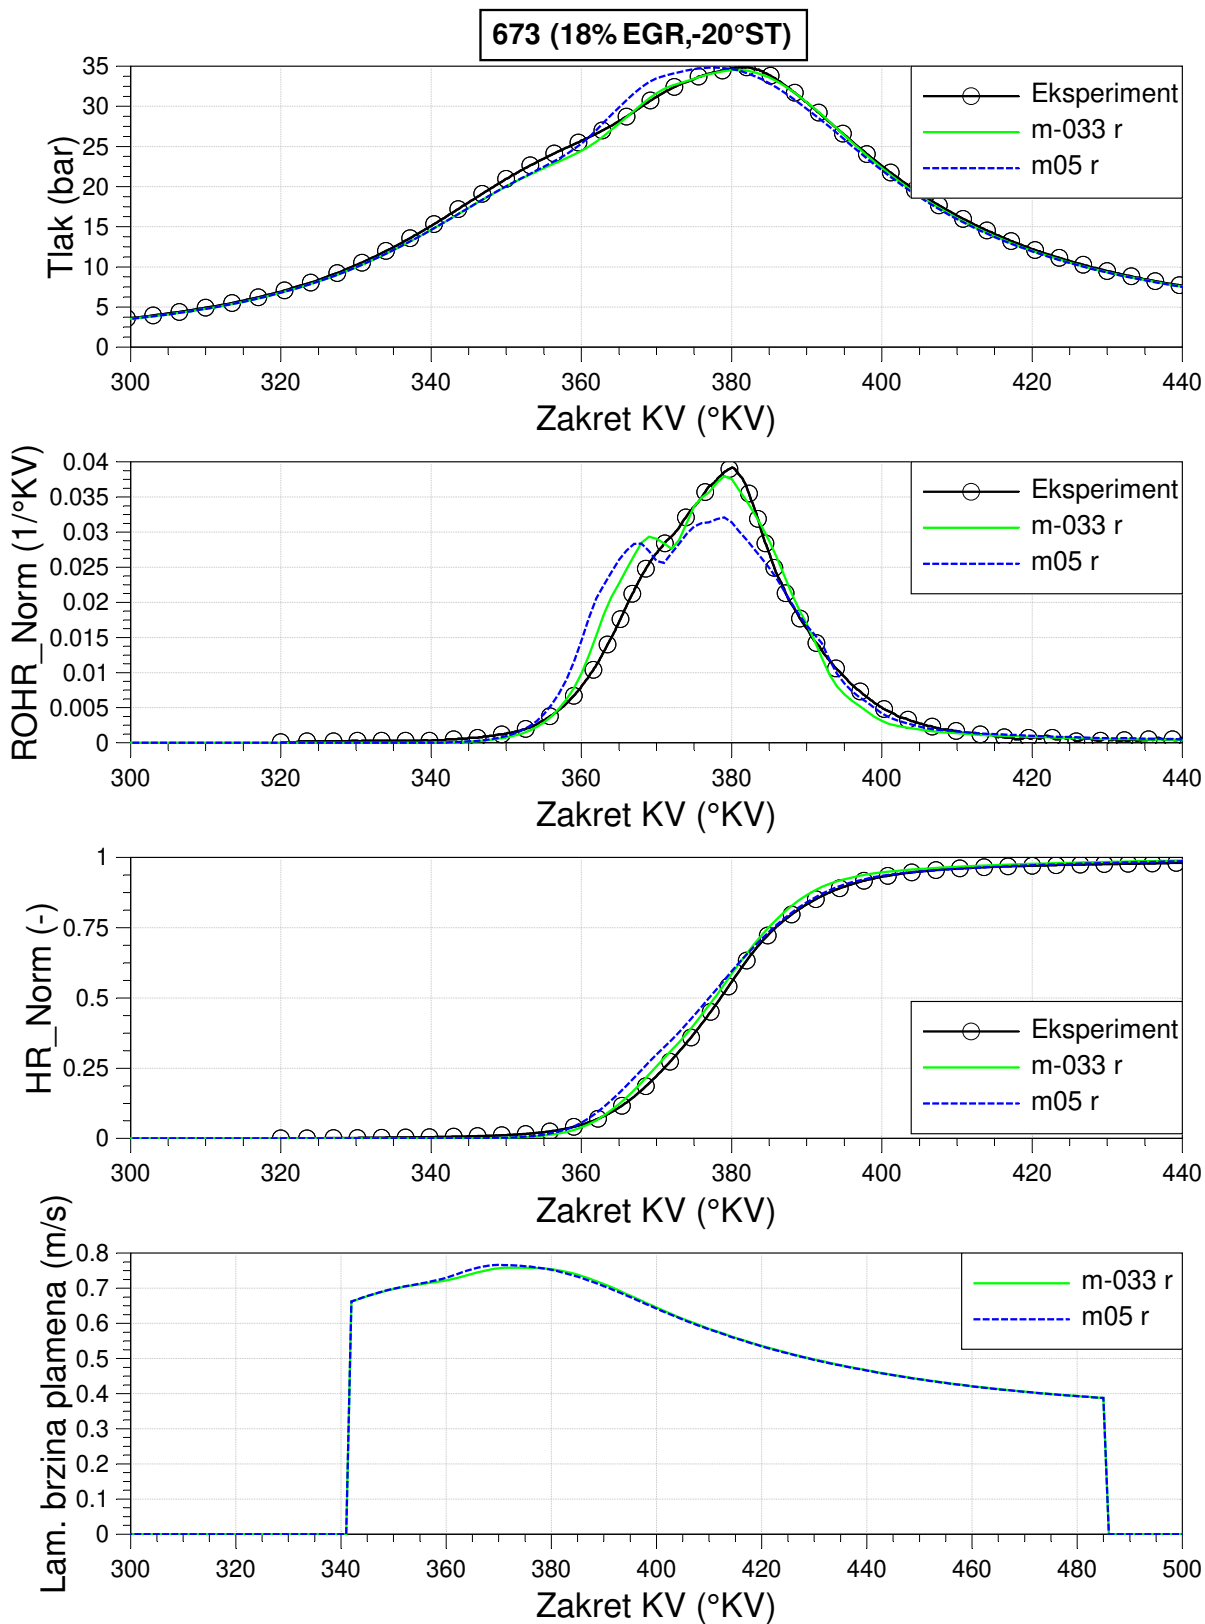 673 (18% EGR,-20°ST)
Tlak (bar)
35
30
25
20
15
10
5
0
Eksperiment
m-033 r
m05 r
300 320 340 360 380 400 420 440
Zakret KV (°KV)
ROHR_Norm (1/°KV)
0.04
0.035
0.03
0.025
0.02
0.015
0.01
0.005
0
Eksperiment
m-033 r
m05 r
300 320 340 360 380 400 420 440
Zakret KV (°KV)
HR_Norm (-)
1
0.75
0.5
0.25
0
Eksperiment
m-033 r
m05 r
300 320 340 360 380 400 420 440
Zakret KV (°KV)
Lam. brzina plamena (m/s)
0.8
0.7
0.6
0.5
0.4
0.3
0.2
0.1
0
m-033 r
m05 r
300 320 340 360 380 400 420 440 460 480 500
Zakret KV (°KV)